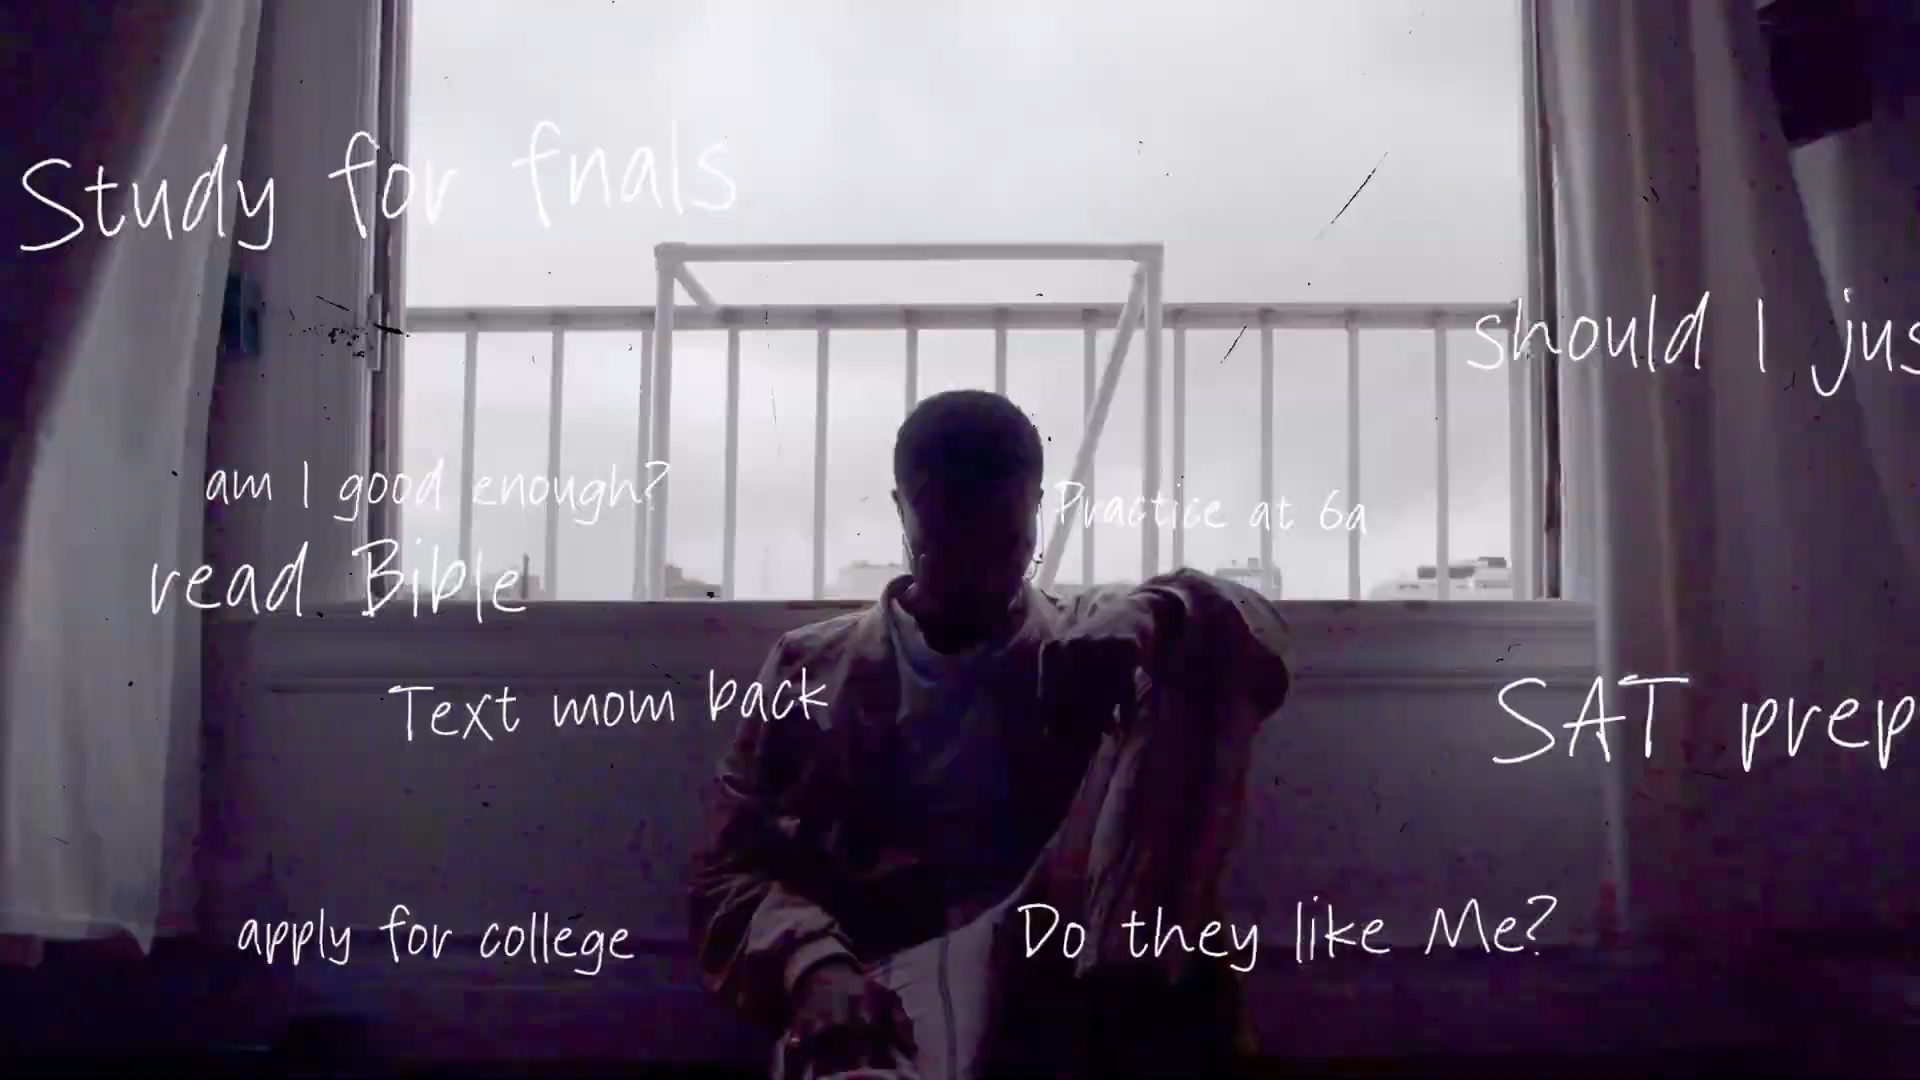 Study for fnals
should I jus
am I good enough?
Practice at 6a
read Bible
Text mom back
SAT prep
apply for college
Do they like Me?